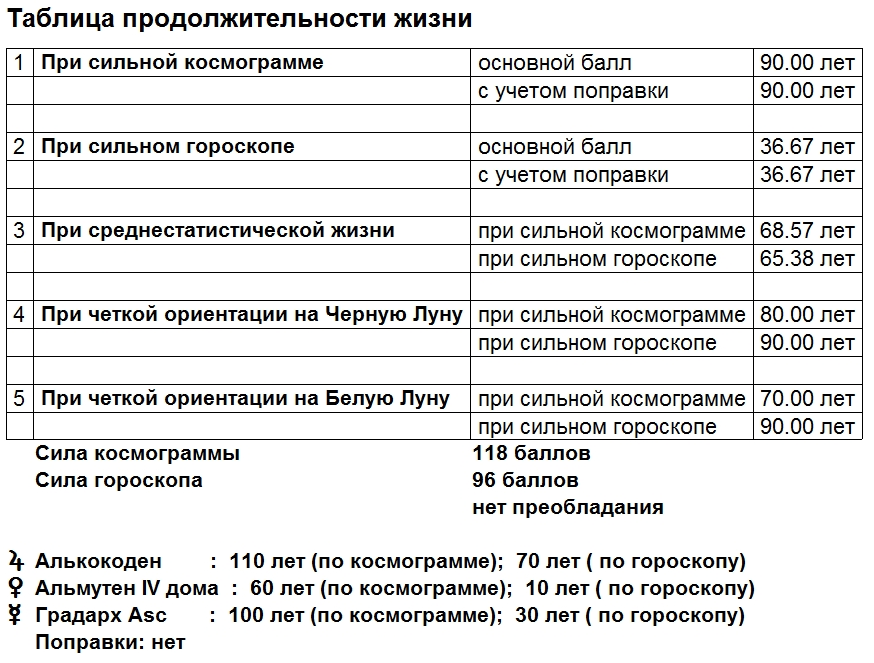 Таблица продолжительности жизни
1 При сильной космограмме основной балл 90.00 лет
с учетом поправки 90.00 лет
2 При сильном гороскопе основной балл 36.67 лет
с учетом поправки 36.67 лет
3 При среднестатистической жизни при сильной космограмме 68.57 лет
при сильном гороскопе 65.38 лет
4 При четкой ориентации на Черную Луну при сильной космограмме 80.00 лет
при сильном гороскопе 90.00 лет
5 При четкой ориентации на Белую Луну при сильной космограмме 70.00 лет
при сильном гороскопе 90.00 лет
Сила космограммы 118 баллов
Сила гороскопа 96 баллов
нет преобладания
♃ Алькокоден : 110 лет (по космограмме); 70 лет ( по гороскопу)
♀ Альмутен IV дома : 60 лет (по космограмме); 10 лет ( по гороскопу)
☿ Градарх Asc : 100 лет (по космограмме); 30 лет ( по гороскопу)
Поправки: нет